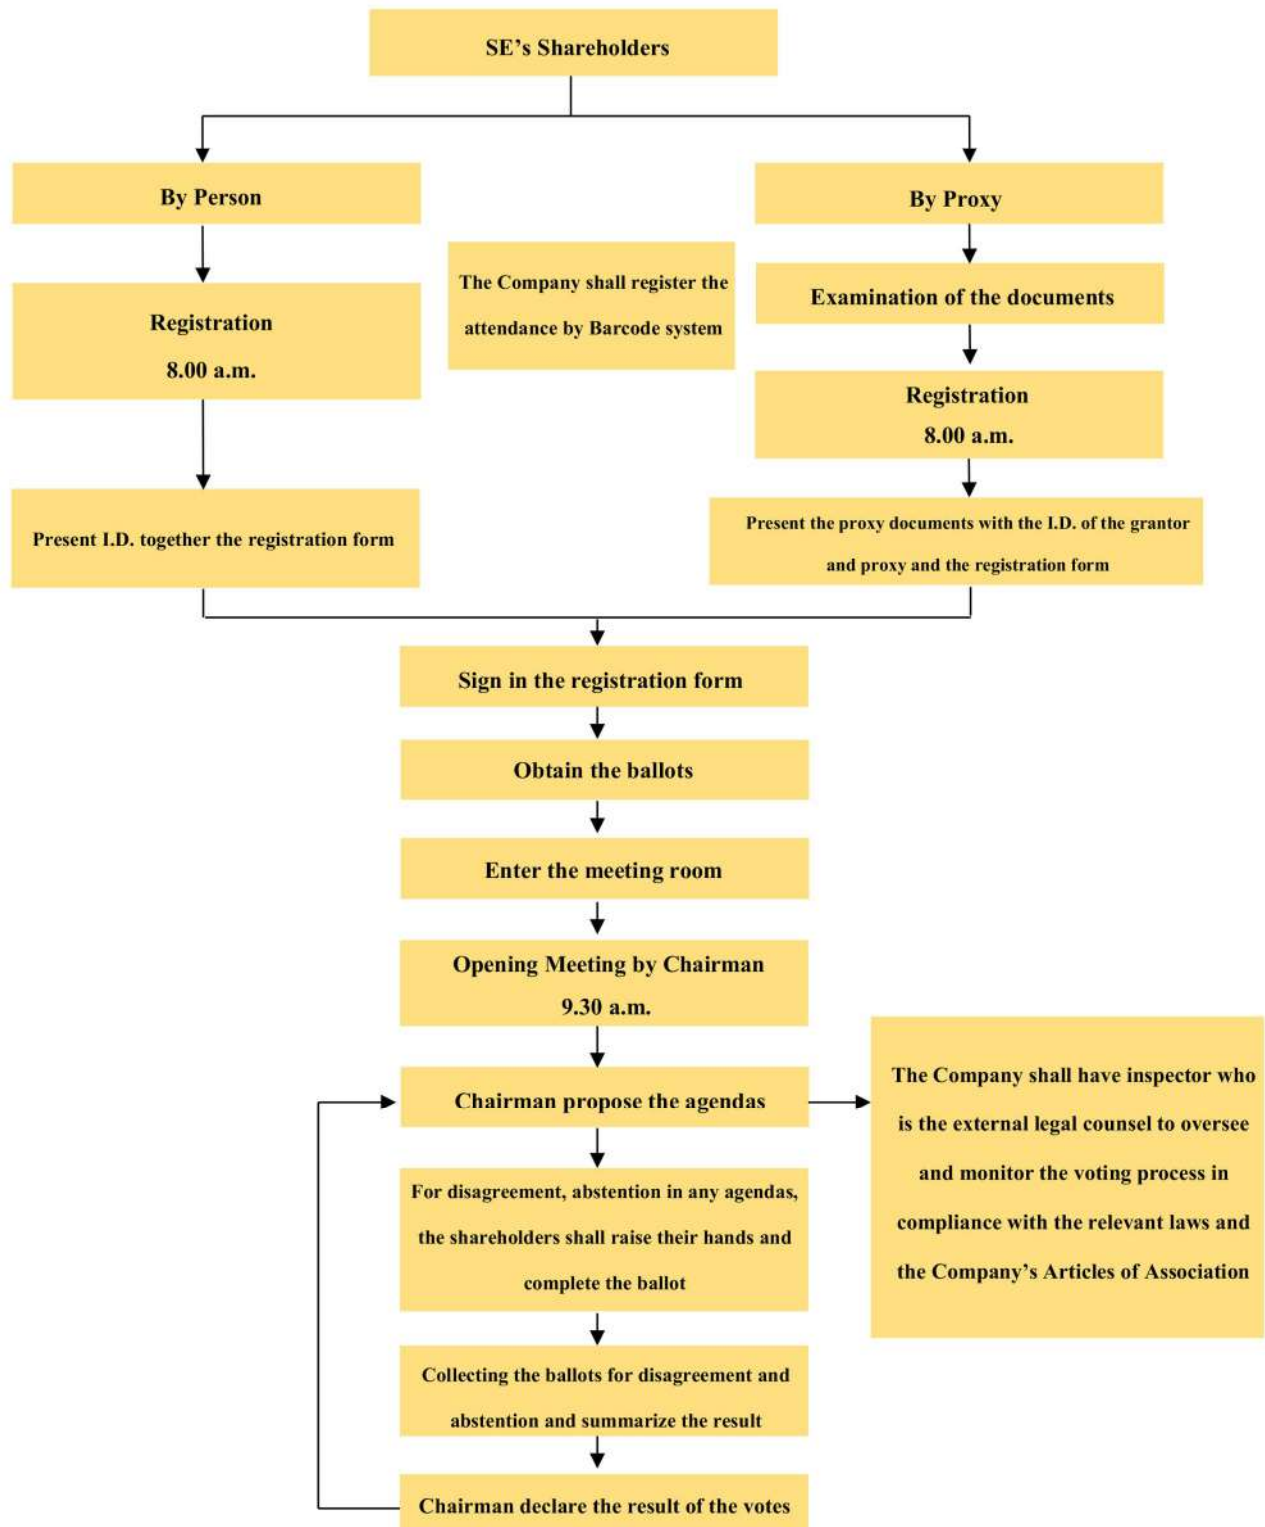 SE's Shareholders
By Person
By Proxy
Registration
8.00 a.m.
The Company shall register the
attendance by Barcode system
Examination of the documents
Registration
8.00 a.m.
Present I.D. together the registration form
Present the proxy documents with the I.D. of the grantor
and proxy and the registration form
Sign in the registration form
Obtain the ballots
Enter the meeting room
Opening Meeting by Chairman
9.30 a.m.
Chairman propose the agendas
The Company shall have inspector who
is the external legal counsel to oversee
and monitor the voting process in
compliance with the relevant laws and
the Company's Articles of Association
For disagreement, abstention in any agendas,
the shareholders shall raise their hands and
complete the ballot
Collecting the ballots for disagreement and
abstention and summarize the result
Chairman declare the result of the votes